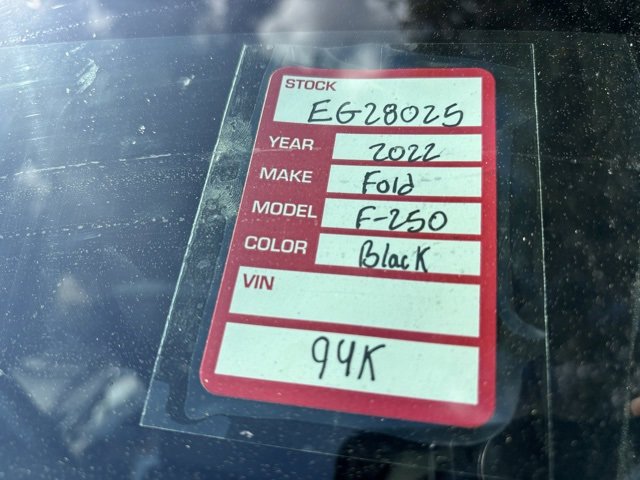 STOCK
EG28025
YEAR 2022
MAKE Fold
MODEL F-250
COLOR Black
VIN
94K